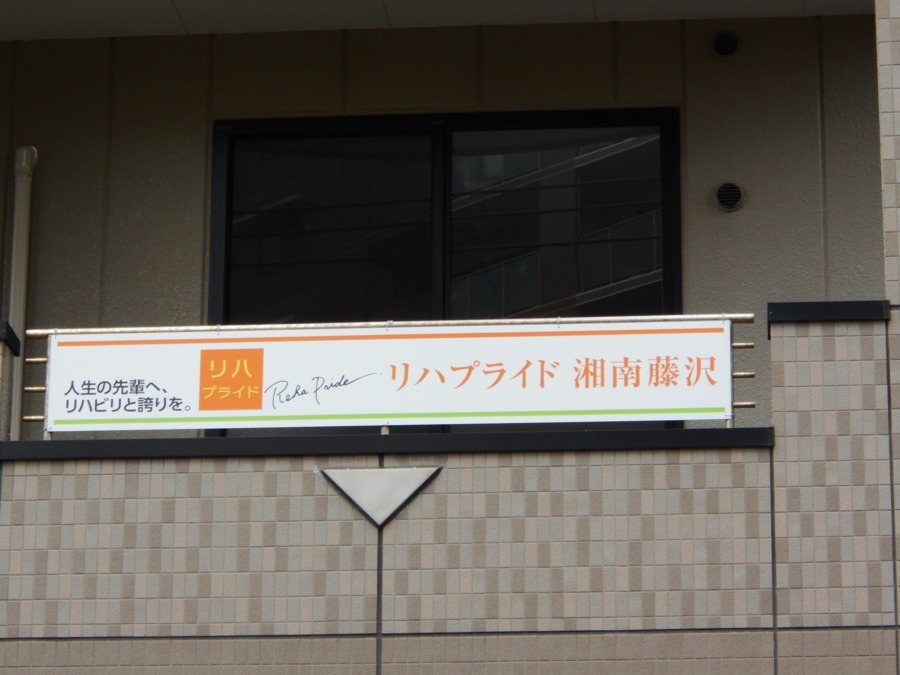 人生の先輩へ、
リハビリと誇りを。
リハ
プライド
Reha Pride
リハプライド 湘南藤沢